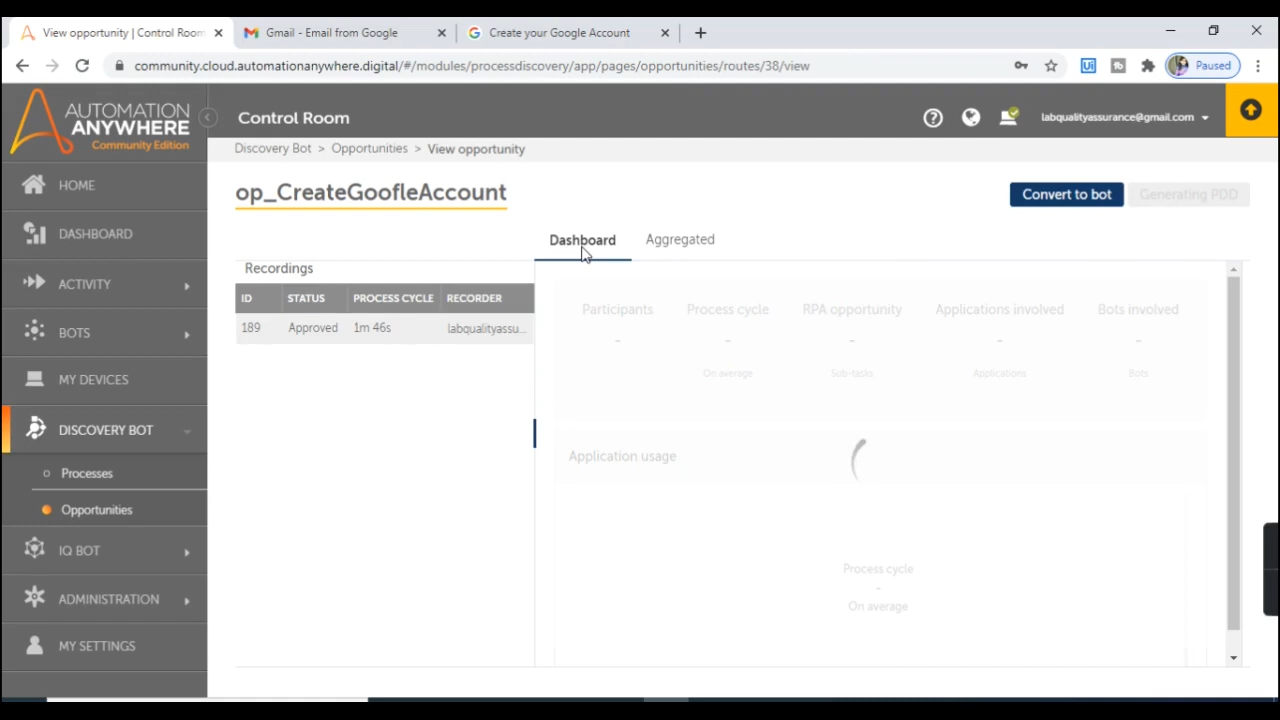 View opportunity | Control Room
Gmail - Email from Google
Create your Google Account
community.cloud.automationanywhere.digital/#/modules/processdiscovery/app/pages/opportunities/routes/38/view
Ui
Paused
AUTOMATION
ANYWHERE
Community Edition
Control Room
labqualityassurance@gmail.com
Discovery Bot > Opportunities > View opportunity
HOME
op_CreateGoofleAccount
Convert to bot
Generating PDD
DASHBOARD
Dashboard
Aggregated
Recordings
ACTIVITY
ID
STATUS
PROCESS CYCLE
RECORDER
189
Approved
1m 46s
labqualityassu...
Participants
Process cycle
RPA opportunity
Applications involved
Bots involved
-
-
-
-
-
On average
Sub-tasks
Applications
Bots
BOTS
MY DEVICES
DISCOVERY BOT
Application usage
Processes
Opportunities
IQ BOT
Process cycle
-
On average
ADMINISTRATION
MY SETTINGS